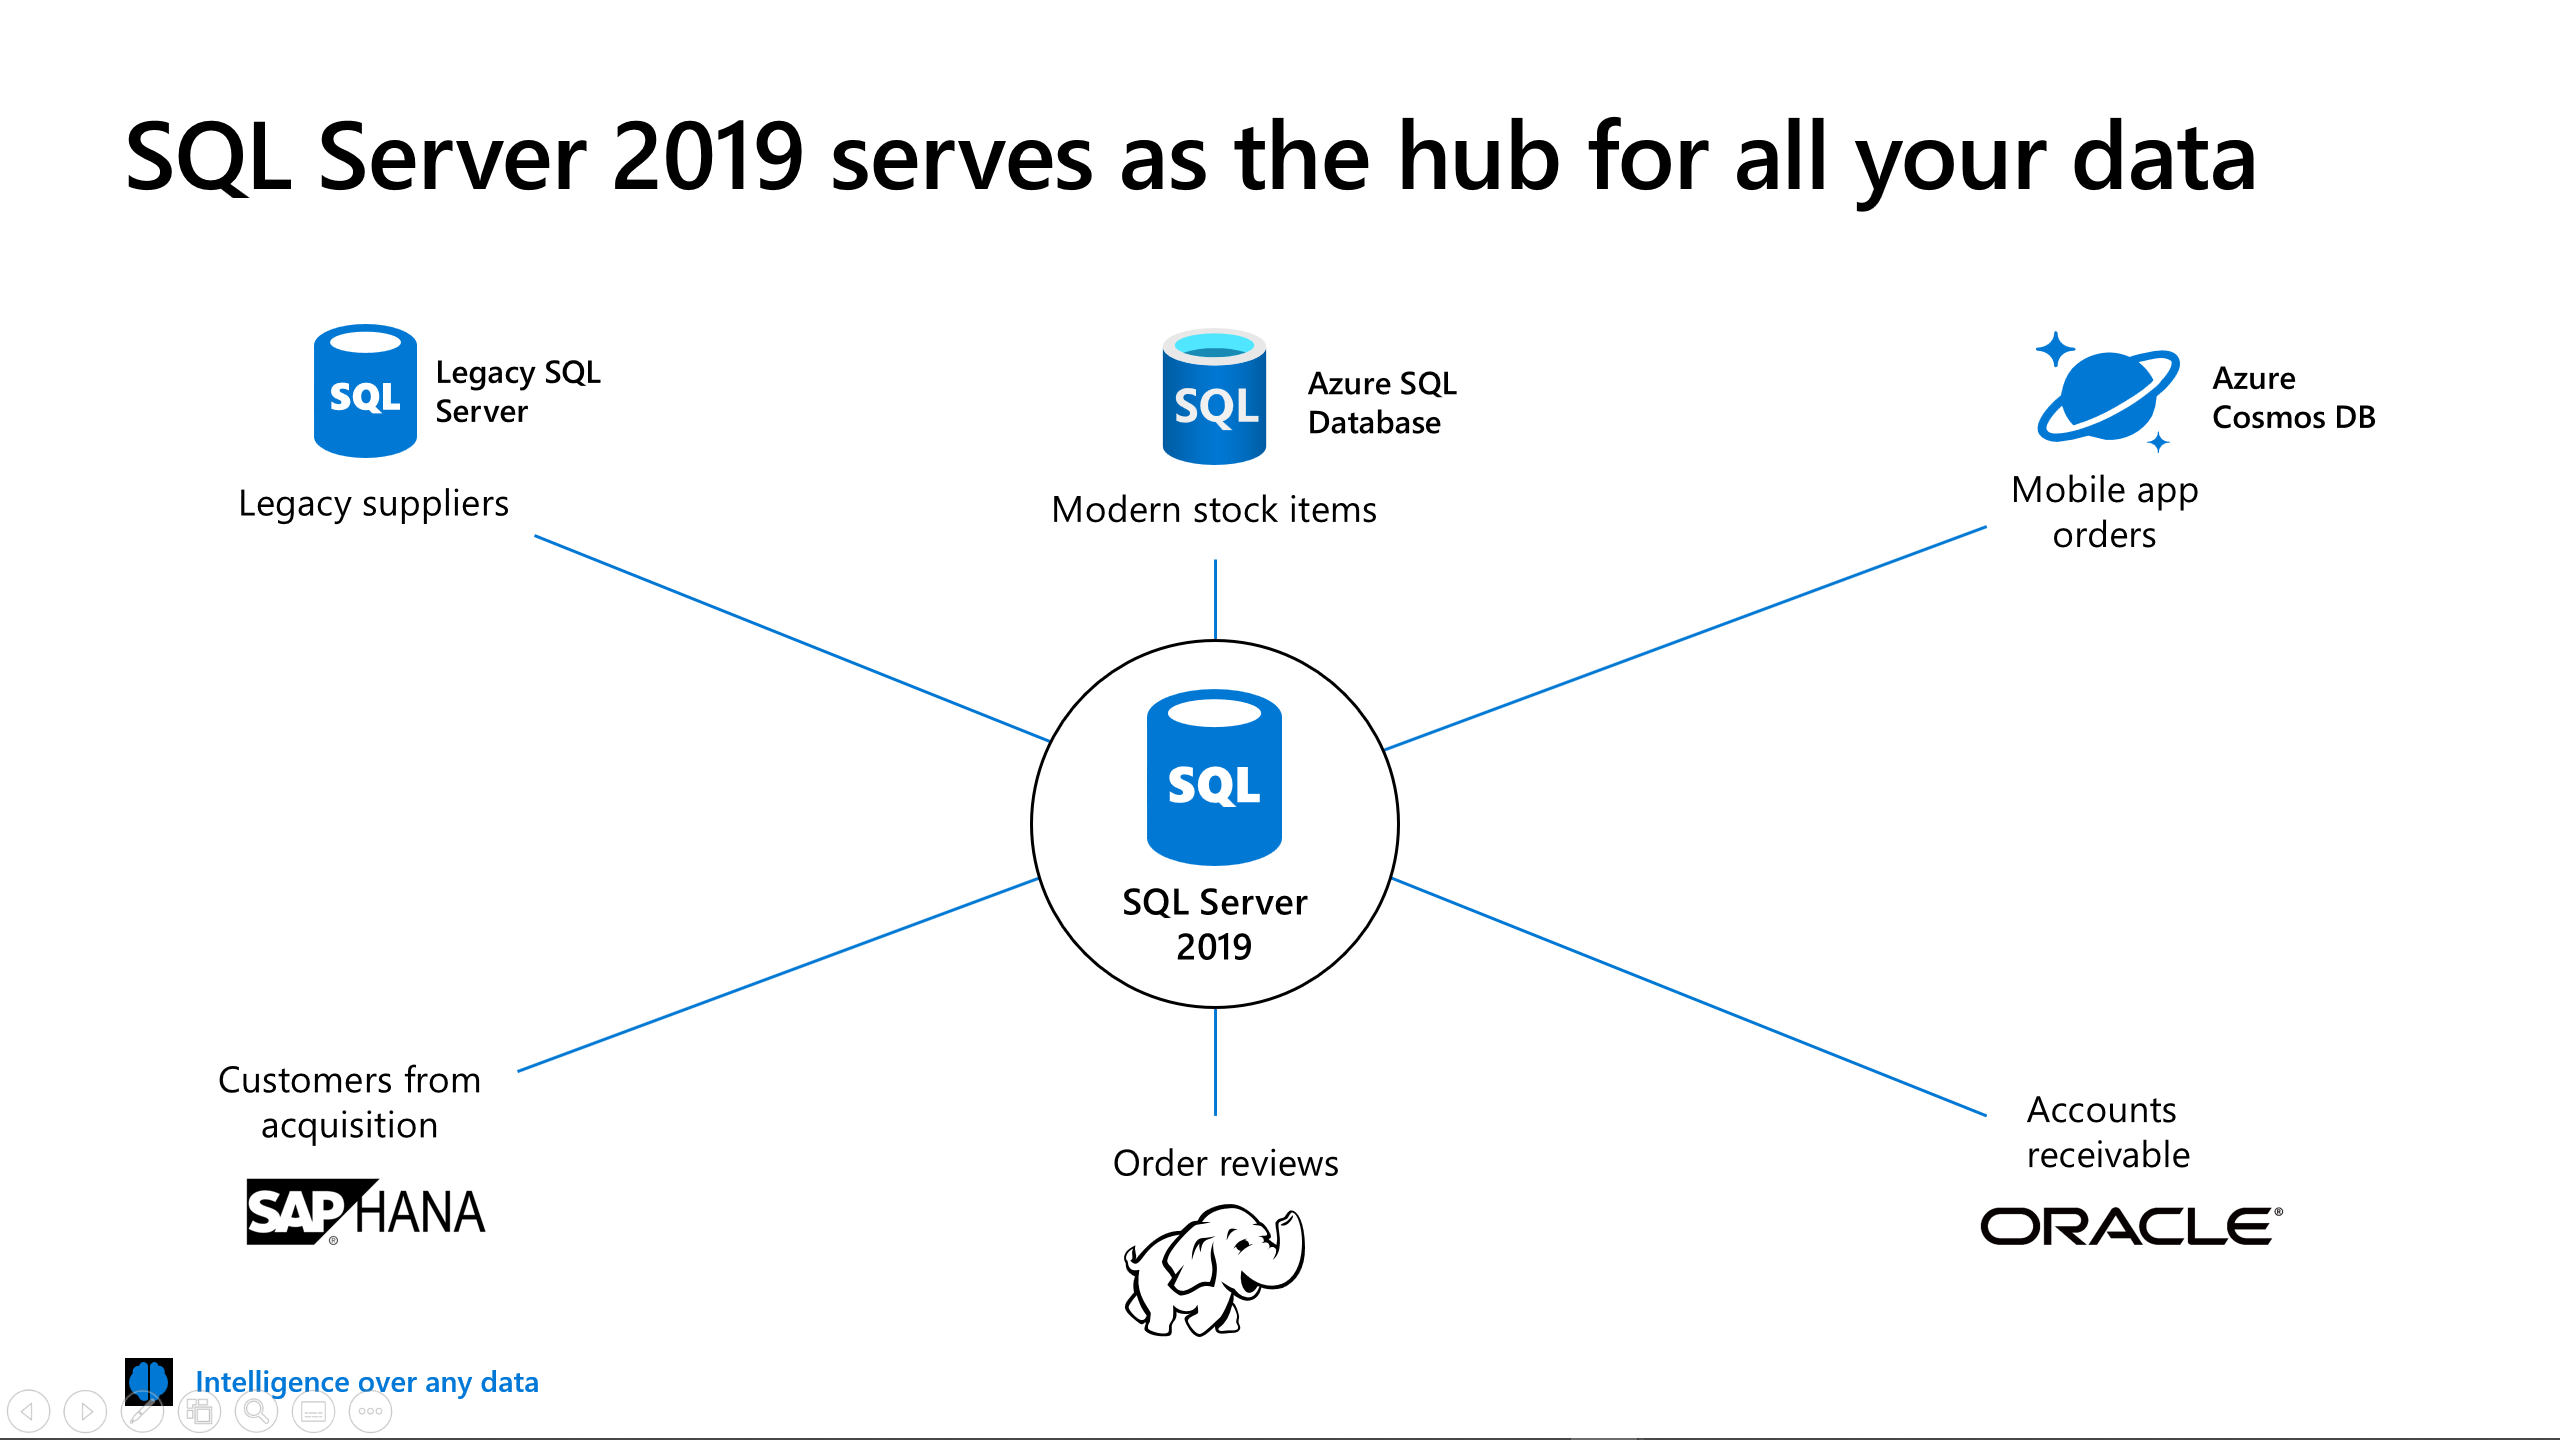 SQL Server 2019 serves as the hub for all your data
SQL
Legacy SQL
Server
Legacy suppliers
SQL
Azure SQL
Database
Modern stock items
Azure
Cosmos DB
Mobile app
orders
SQL
SQL Server
2019
Customers from
acquisition
SAP HANA
®
Order reviews
Accounts
receivable
ORACLE®
Intelligence over any data